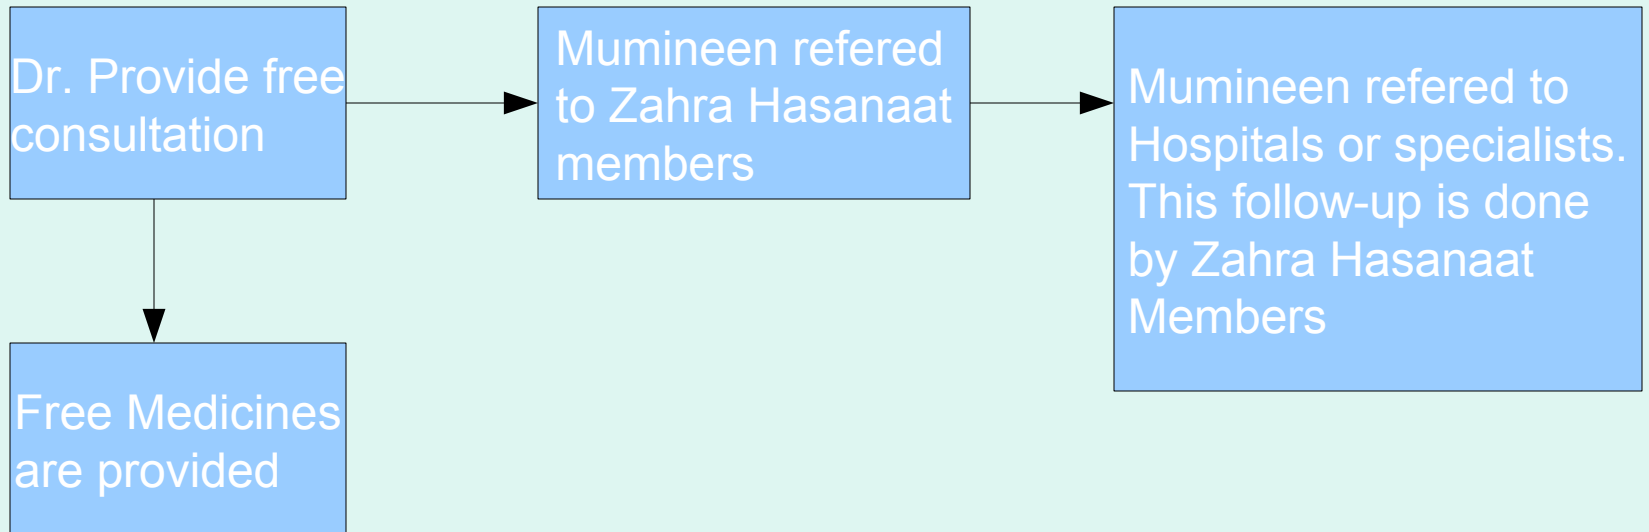 Dr. Provide free
consultation
Mumineen refered
to Zahra Hasanaat
members
Mumineen refered to
Hospitals or specialists.
This follow-up is done
by Zahra Hasanaat
Members
Free Medicines
are provided